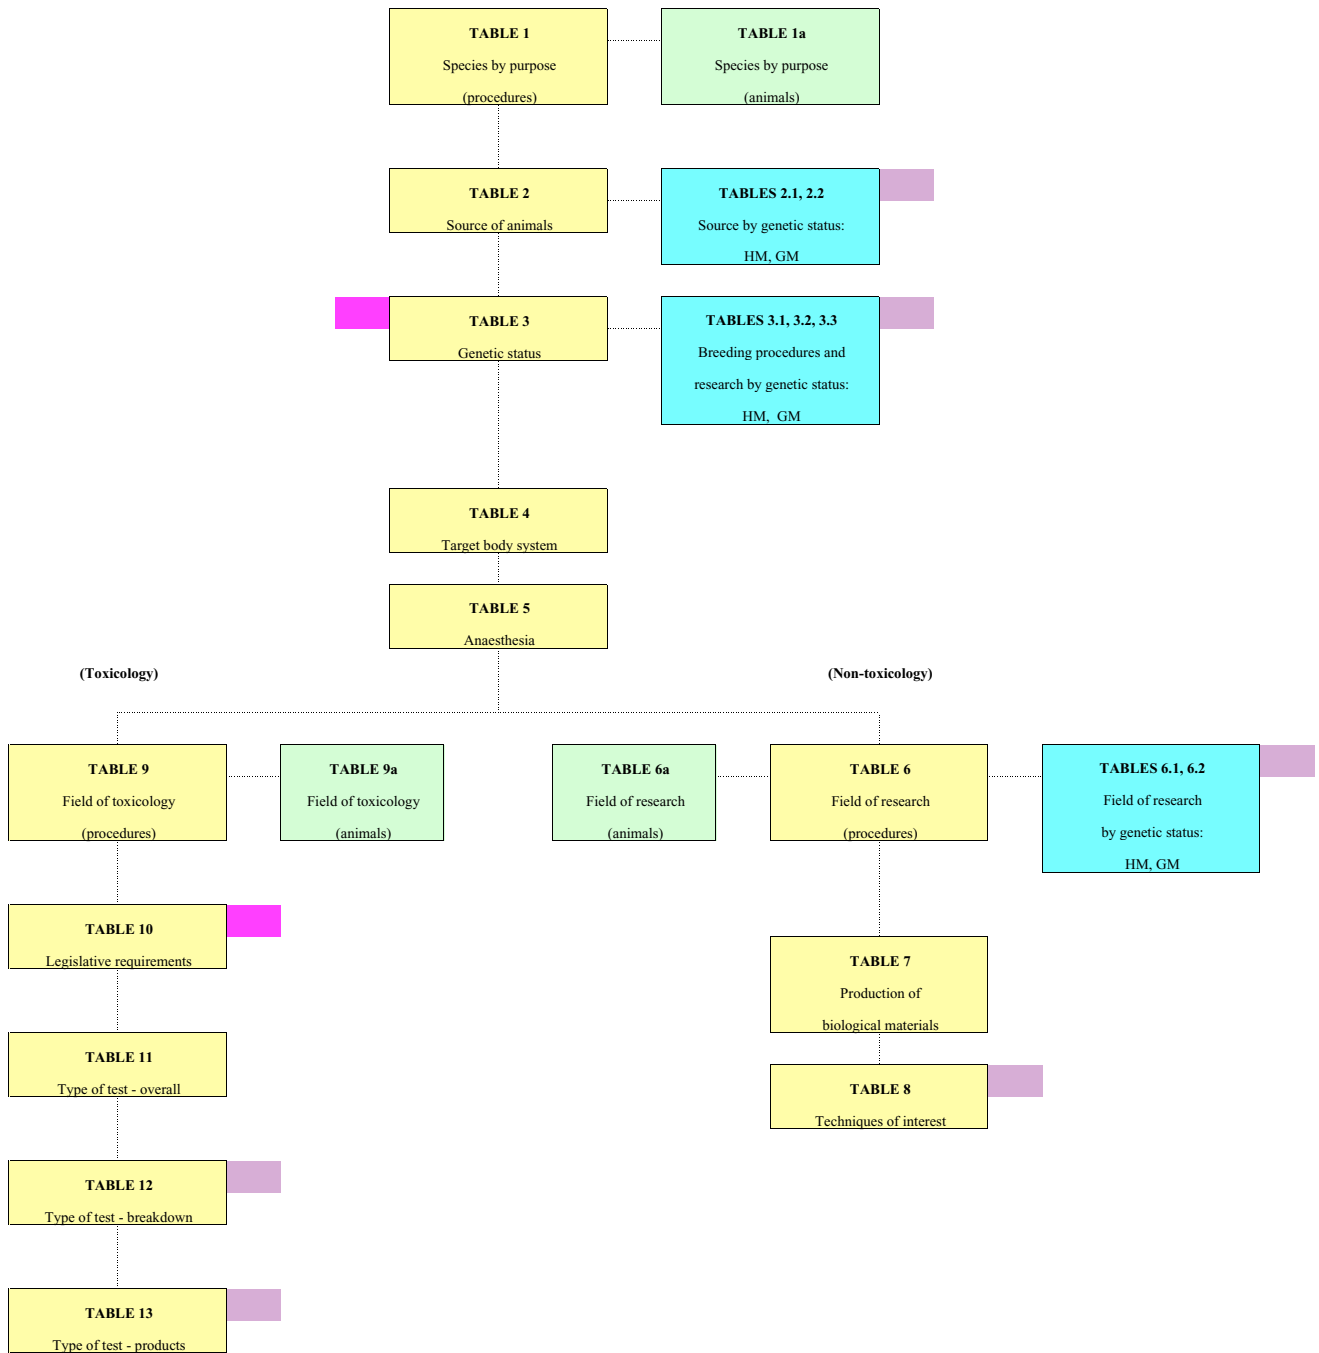 TABLE 1
Species by purpose
(procedures)
TABLE 1a
Species by purpose
(animals)
TABLE 2
Source of animals
TABLES 2.1, 2.2
Source by genetic status:
HM, GM
TABLE 3
Genetic status
TABLES 3.1, 3.2, 3.3
Breeding procedures and
research by genetic status:
HM, GM
TABLE 4
Target body system
TABLE 5
Anaesthesia
(Toxicology)
(Non-toxicology)
TABLE 9
Field of toxicology
(procedures)
TABLE 9a
Field of toxicology
(animals)
TABLE 6a
Field of research
(animals)
TABLE 6
Field of research
(procedures)
TABLES 6.1, 6.2
Field of research
by genetic status:
HM, GM
TABLE 10
Legislative requirements
TABLE 7
Production of
biological materials
TABLE 11
Type of test - overall
TABLE 8
Techniques of interest
TABLE 12
Type of test - breakdown
TABLE 13
Type of test - products